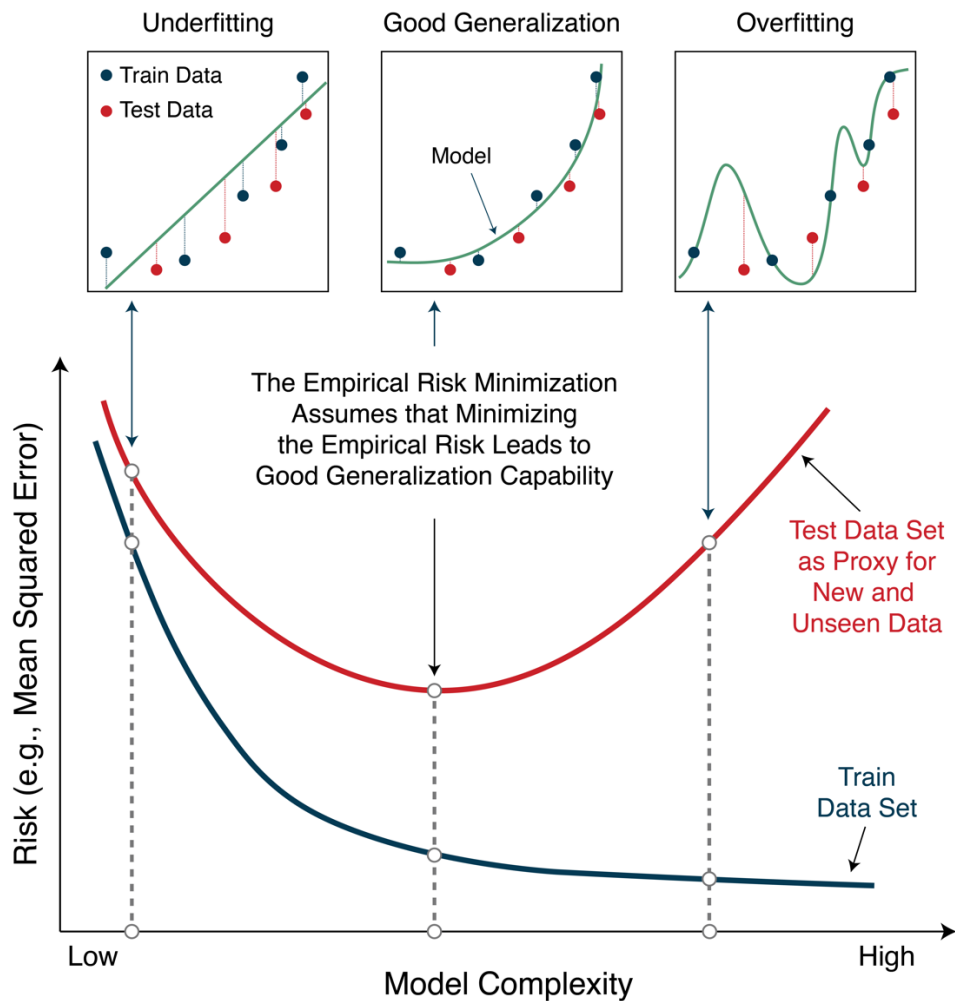 Underfitting
Good Generalization
Overfitting
Train Data
Test Data
Model
The Empirical Risk Minimization
Assumes that Minimizing
the Empirical Risk Leads to
Good Generalization Capability
Test Data Set
as Proxy for
New and
Unseen Data
Train
Data Set
Risk (e.g., Mean Squared Error)
Low
High
Model Complexity